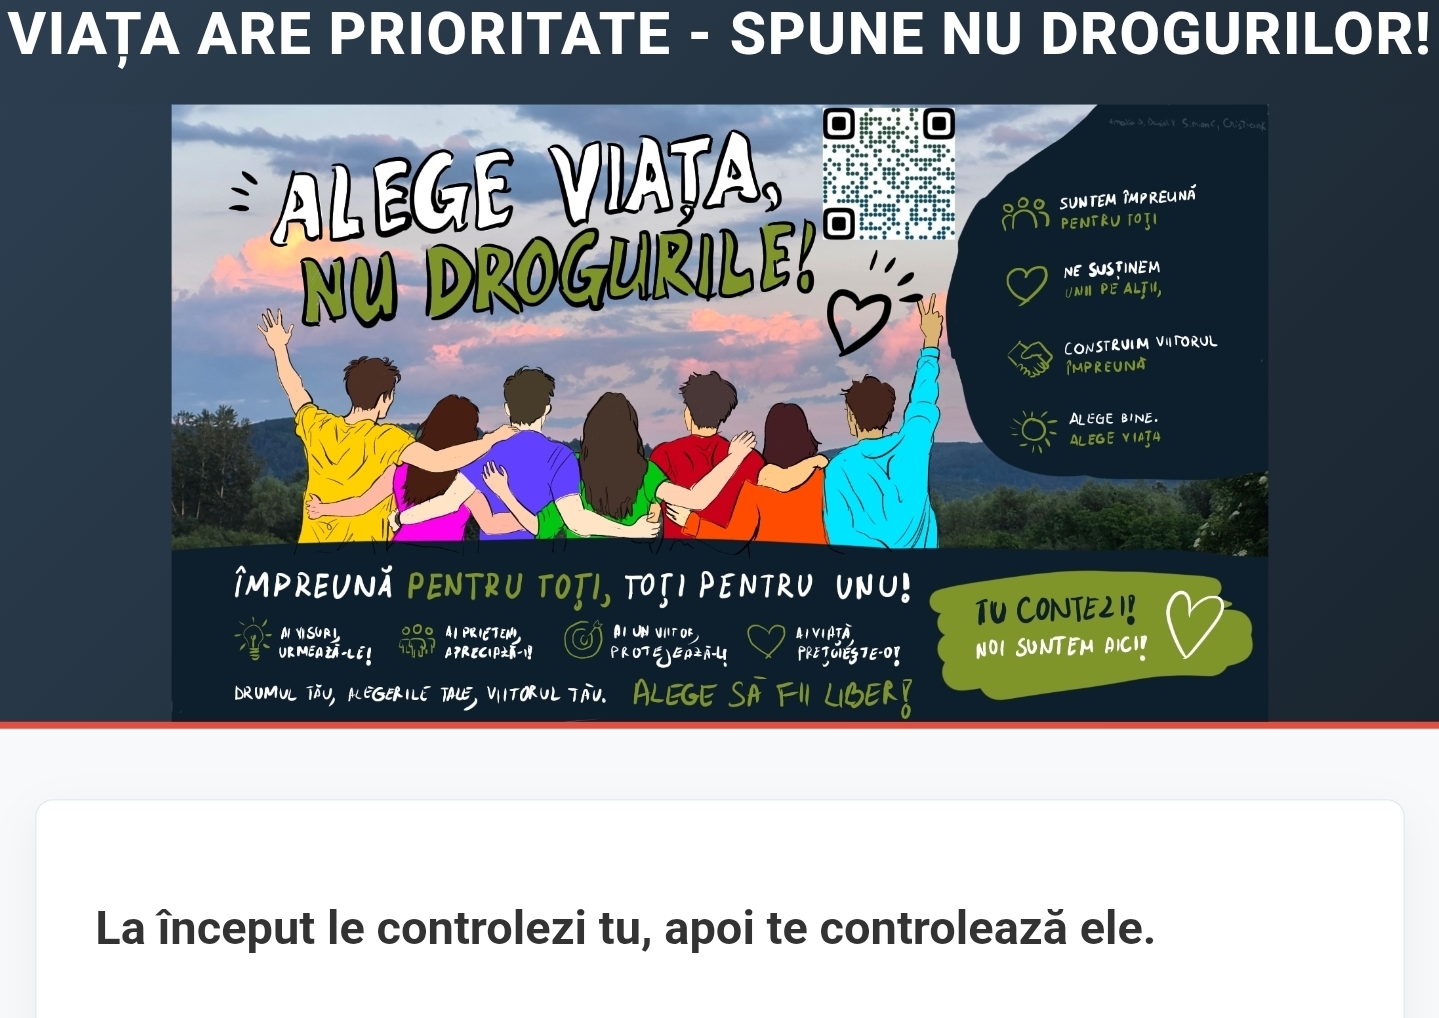 VIAȚA ARE PRIORITATE - SPUNE NU DROGURILOR!
ALEGE VIAȚA,
NU DROGURILE!
SUNTEM ÎMPREUNĂ
PENTRU TOȚI
NE SUSȚINEM
UNII PE ALȚII,
CONSTRUIM VIITORUL
ÎMPREUNĂ
ALEGE BINE.
ALEGE VIAȚA
ÎMPREUNĂ PENTRU TOȚI, TOȚI PENTRU UNU!
AI VISURI,
URMEAZĂ-LE!
AI PRIETENI,
APRECIAZĂ-I!
AI UN VIITOR,
PROTEJEAZĂ-L!
AI VIAȚĂ,
PREȚUIEȘTE-O!
TU CONTEZI!
NOI SUNTEM AICI!
DRUMUL TĂU, ALEGERILE TALE, VIITORUL TĂU. ALEGE SĂ FII LIBER!
La început le controlezi tu, apoi te controlează ele.